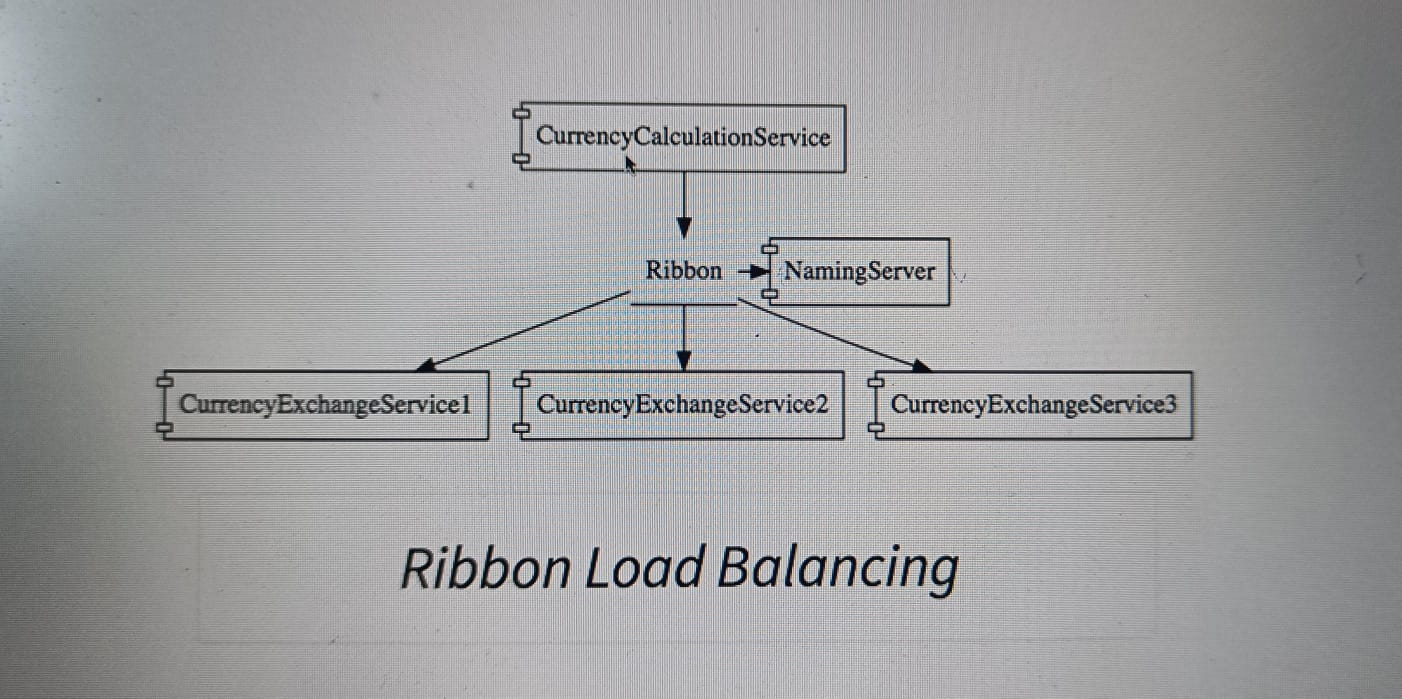 CurrencyCalculationService
Ribbon
NamingServer
CurrencyExchangeService1
CurrencyExchangeService2
CurrencyExchangeService3
Ribbon Load Balancing